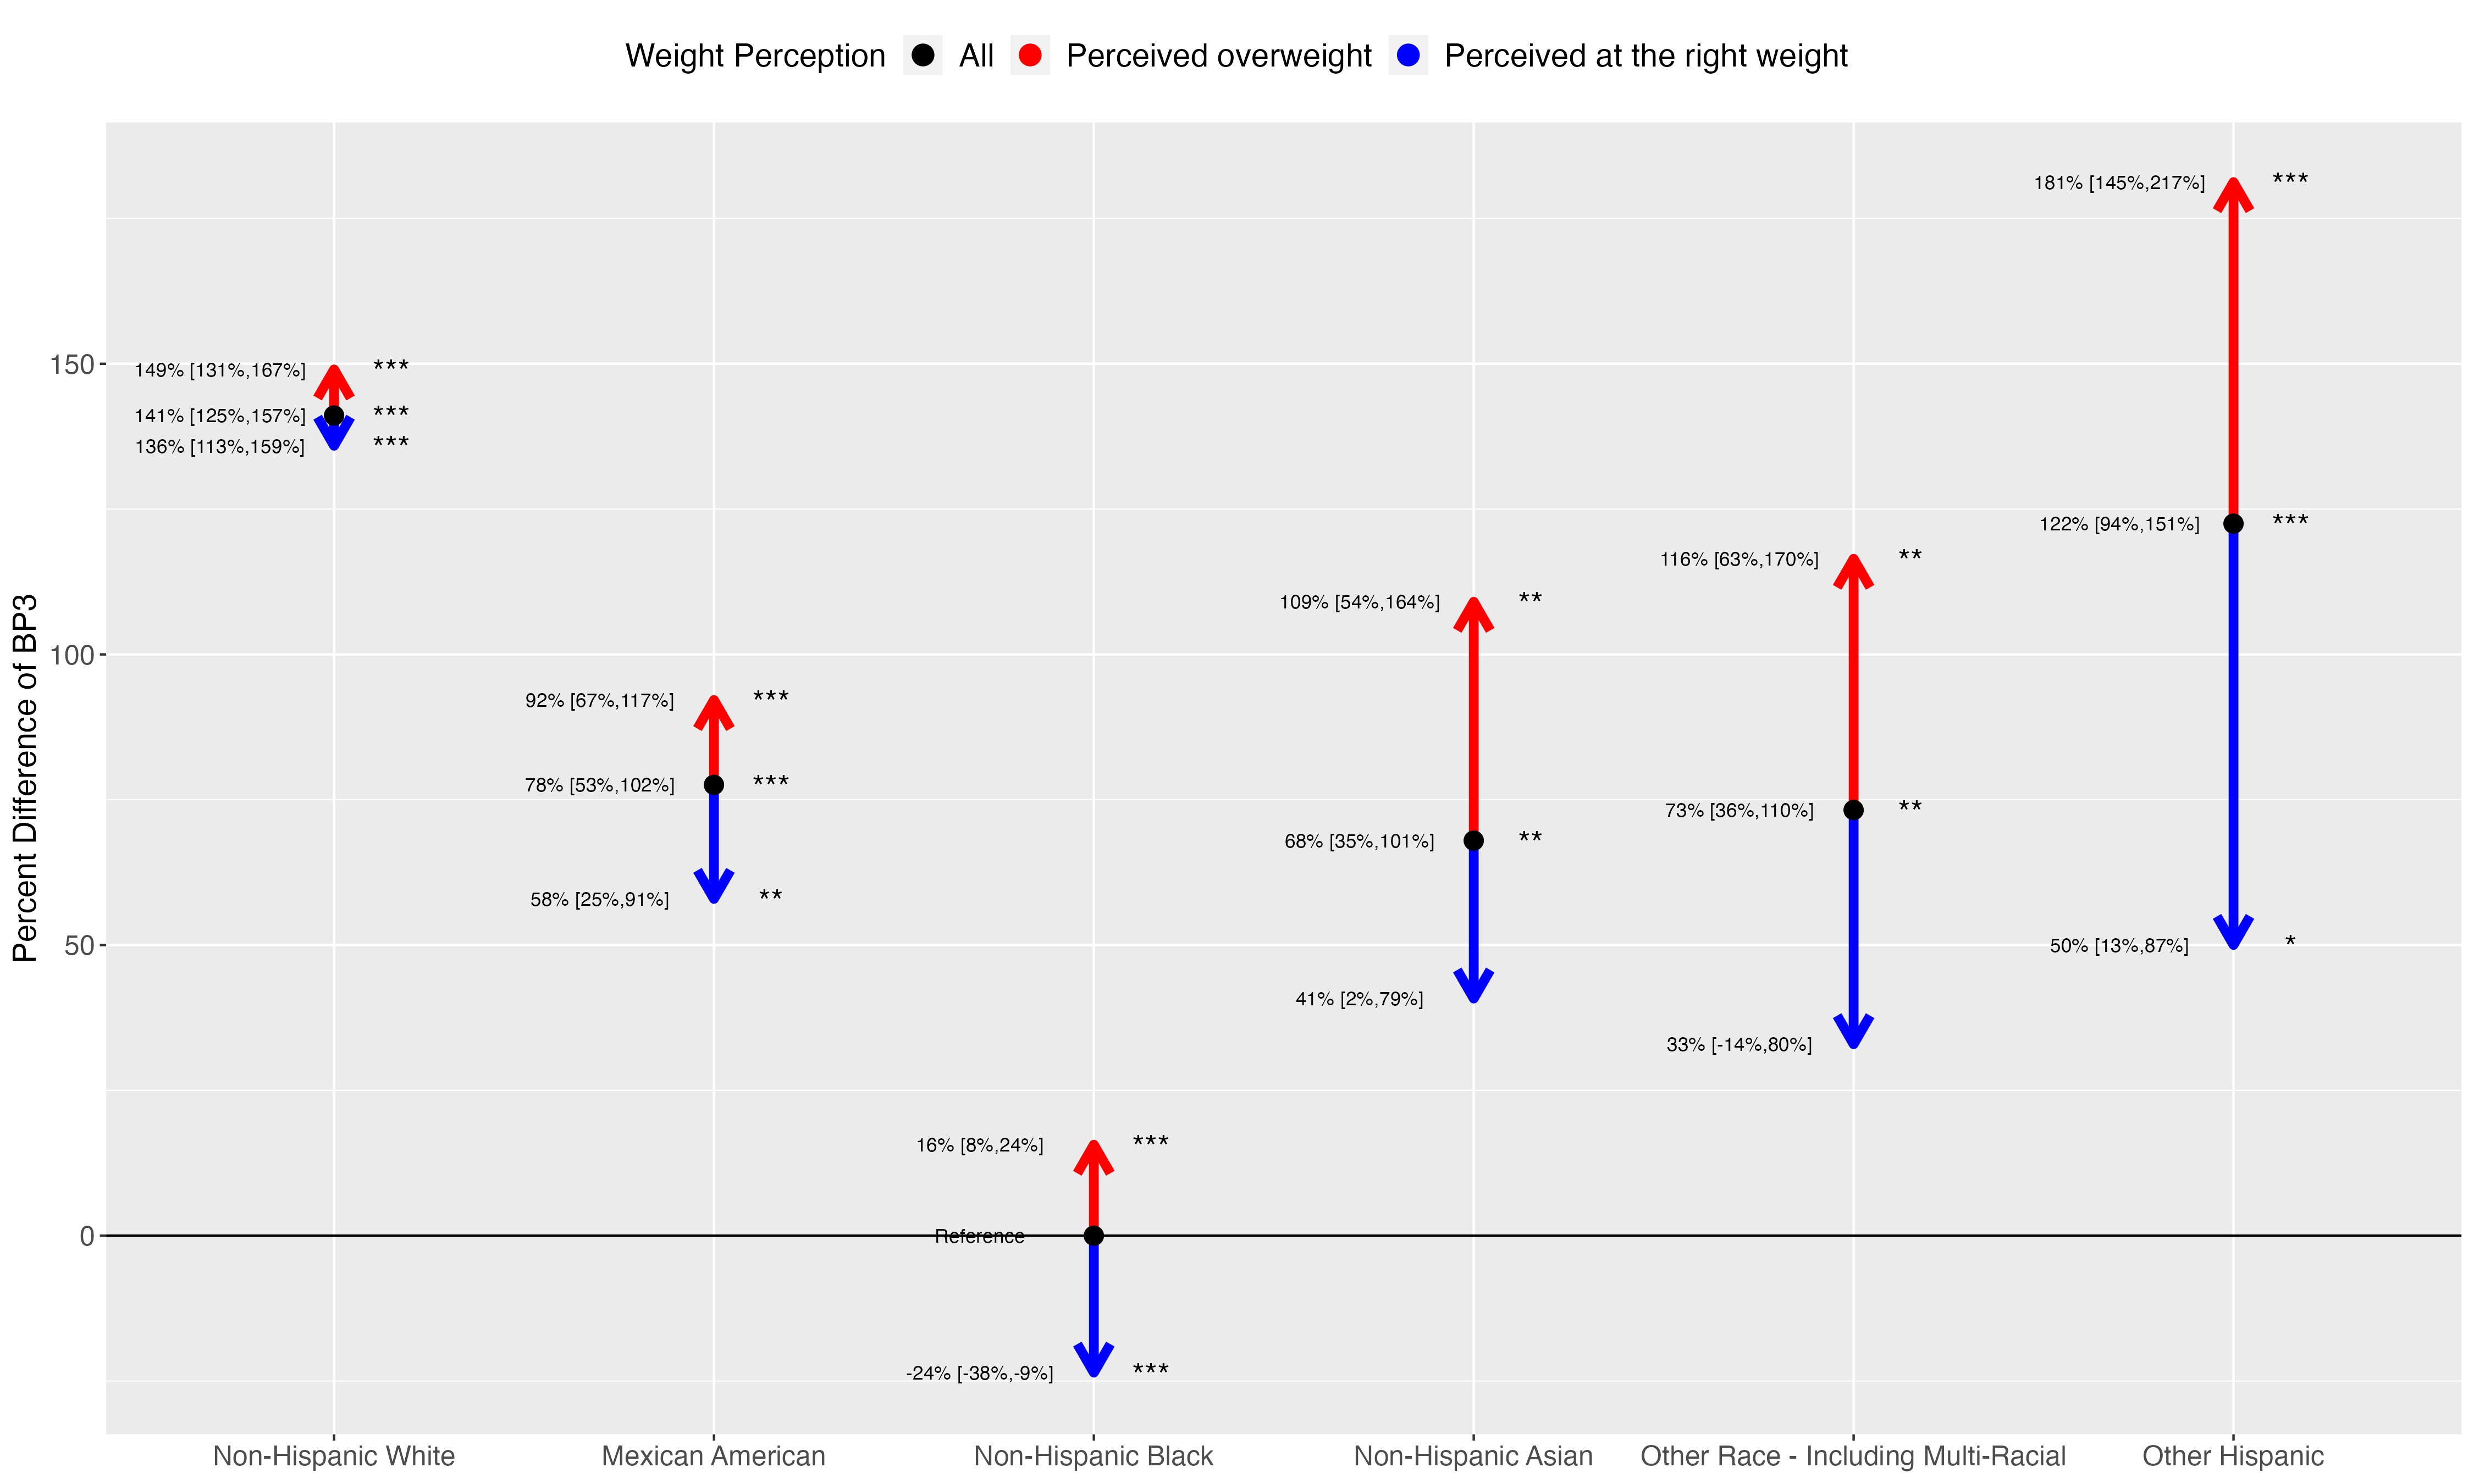 Weight Perception All Perceived overweight Perceived at the right weight
Percent Difference of BP3
150
100
50
0
149% [131%,167%] ***
141% [125%,157%] ***
136% [113%,159%] ***
92% [67%,117%] ***
78% [53%,102%] ***
58% [25%,91%] **
16% [8%,24%] ***
Reference
-24% [-38%,-9%] ***
109% [54%,164%] **
68% [35%,101%] **
41% [2%,79%]
116% [63%,170%] **
73% [36%,110%] **
33% [-14%,80%]
181% [145%,217%] ***
122% [94%,151%] ***
50% [13%,87%] *
Non-Hispanic White
Mexican American
Non-Hispanic Black
Non-Hispanic Asian
Other Race - Including Multi-Racial
Other Hispanic